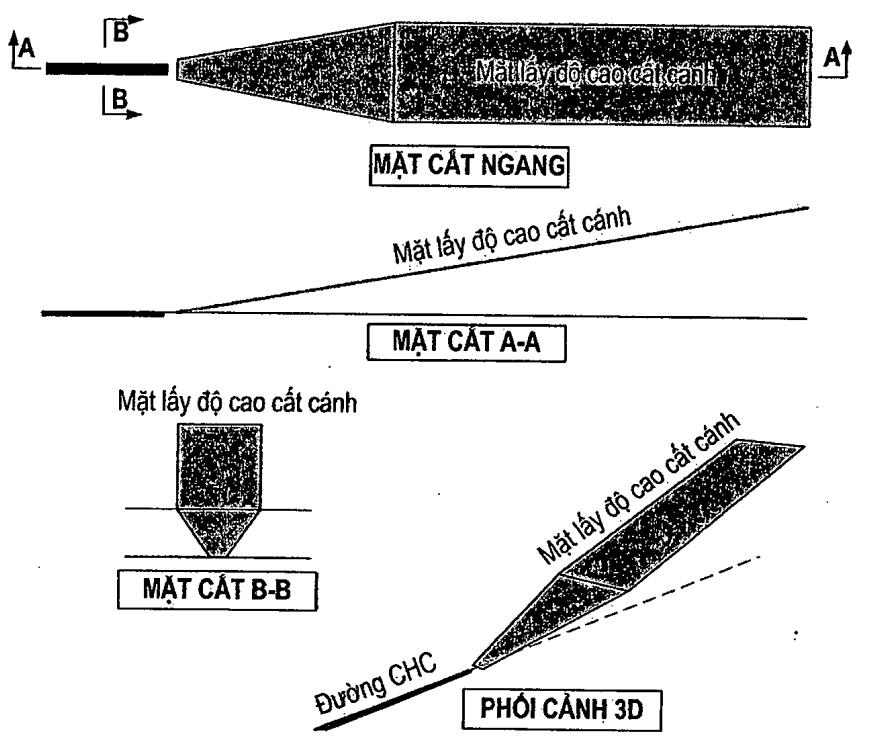 B
A
Mặt lấy độ cao cất cánh
A
B
MẶT CẮT NGANG
Mặt lấy độ cao cất cánh
MẶT CẮT A-A
Mặt lấy độ cao cất cánh
Mặt lấy độ cao cất cánh
MẶT CẮT B-B
Đường CHC
PHỐI CẢNH 3D